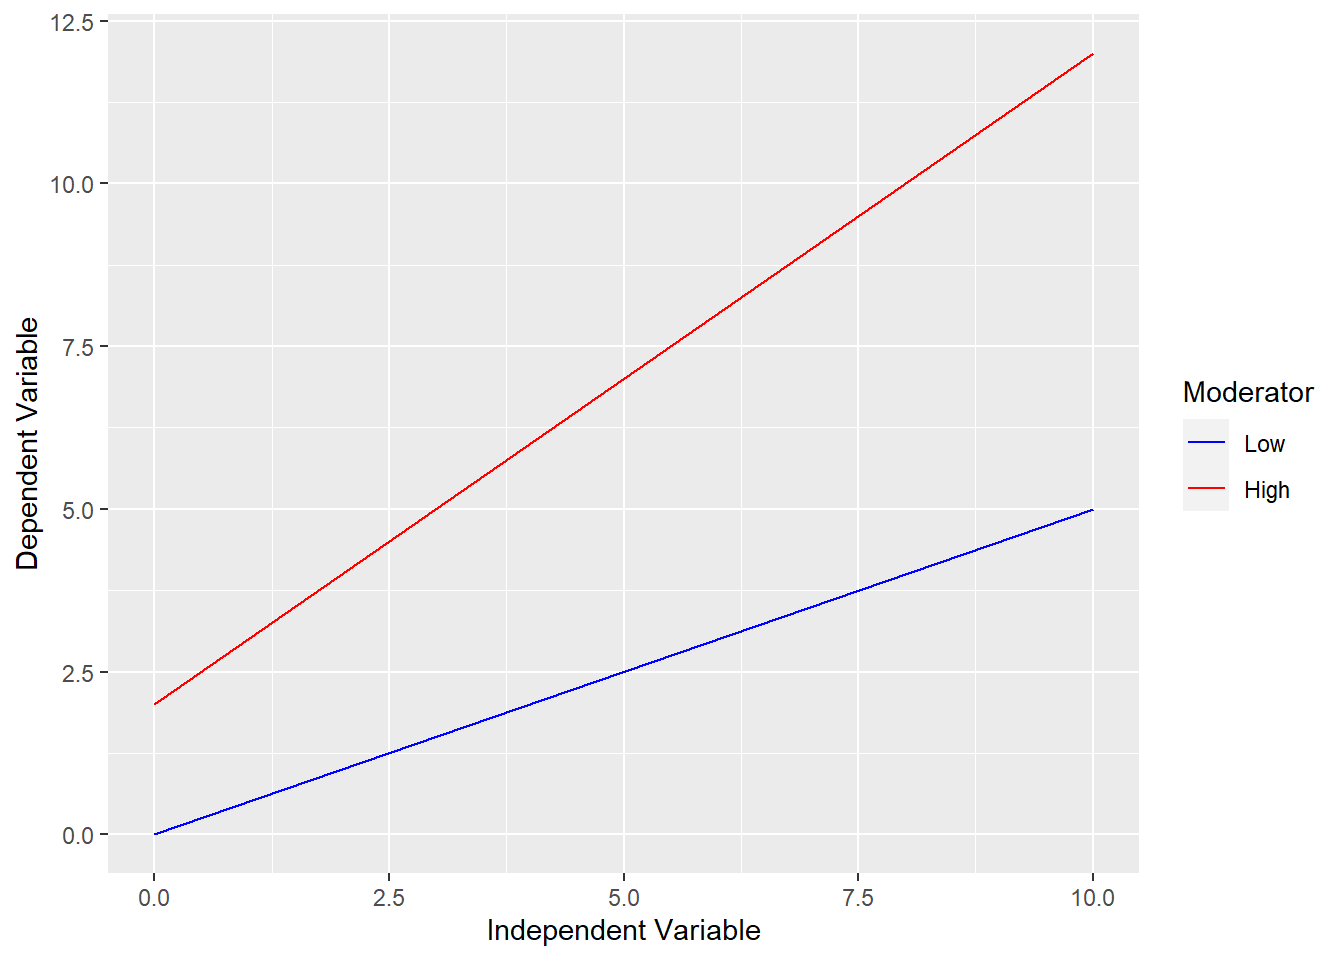 12.5
10.0
7.5
5.0
2.5
0.0
Dependent Variable
0.0 2.5 5.0 7.5 10.0
Independent Variable
Moderator
Low
High